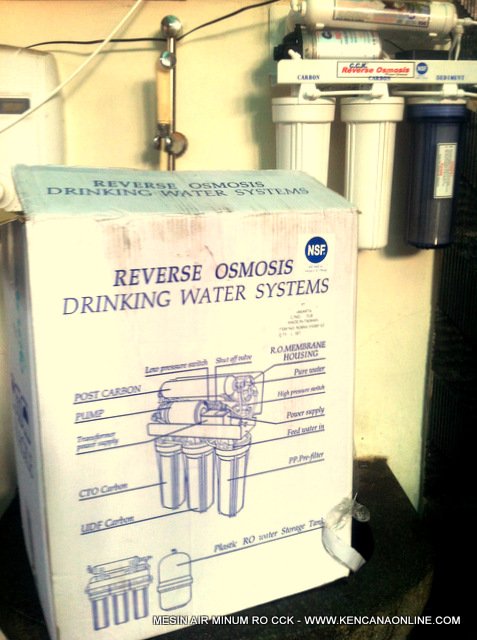 C.C.K.
Reverse Osmosis
NSF
CARBON
CARBON
SEDIMENT
REVERSE OSMOSIS
DRINKING WATER SYSTEMS
NSF.
REVERSE OSMOSIS
DRINKING WATER SYSTEMS
Low pressure switch
Shut off valve
R.O.MEMBRANE
HOUSING
POST CARBON
Pure water
PUMP
High pressure switch
Transformer
power supply
Power supply
Feed water in
CTO Carbon
PP.Pre-filter
UDF Carbon
Plastic RO water Storage Tank
MESIN AIR MINUM RO CCK - WWW.KENCANAONLINE.COM